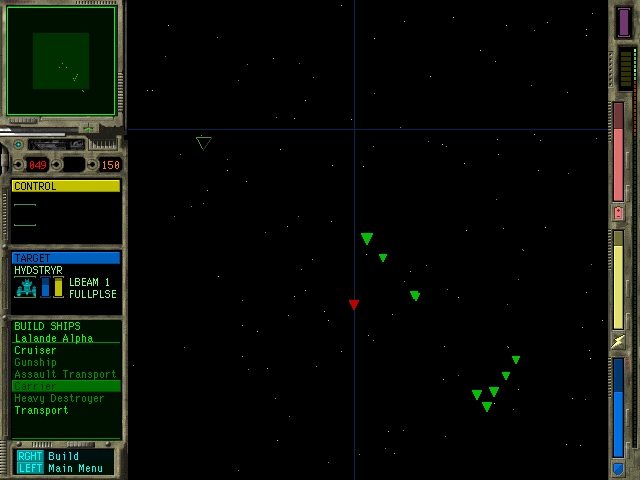 049 150
CONTROL
TARGET
HVDSTRYR
LBEAM 1
FULLPLSE
BUILD SHIPS
Lalande Alpha
Cruiser
Gunship
Assault Transport
Carrier
Heavy Destroyer
Transport
RGHT Build
LEFT Main Menu